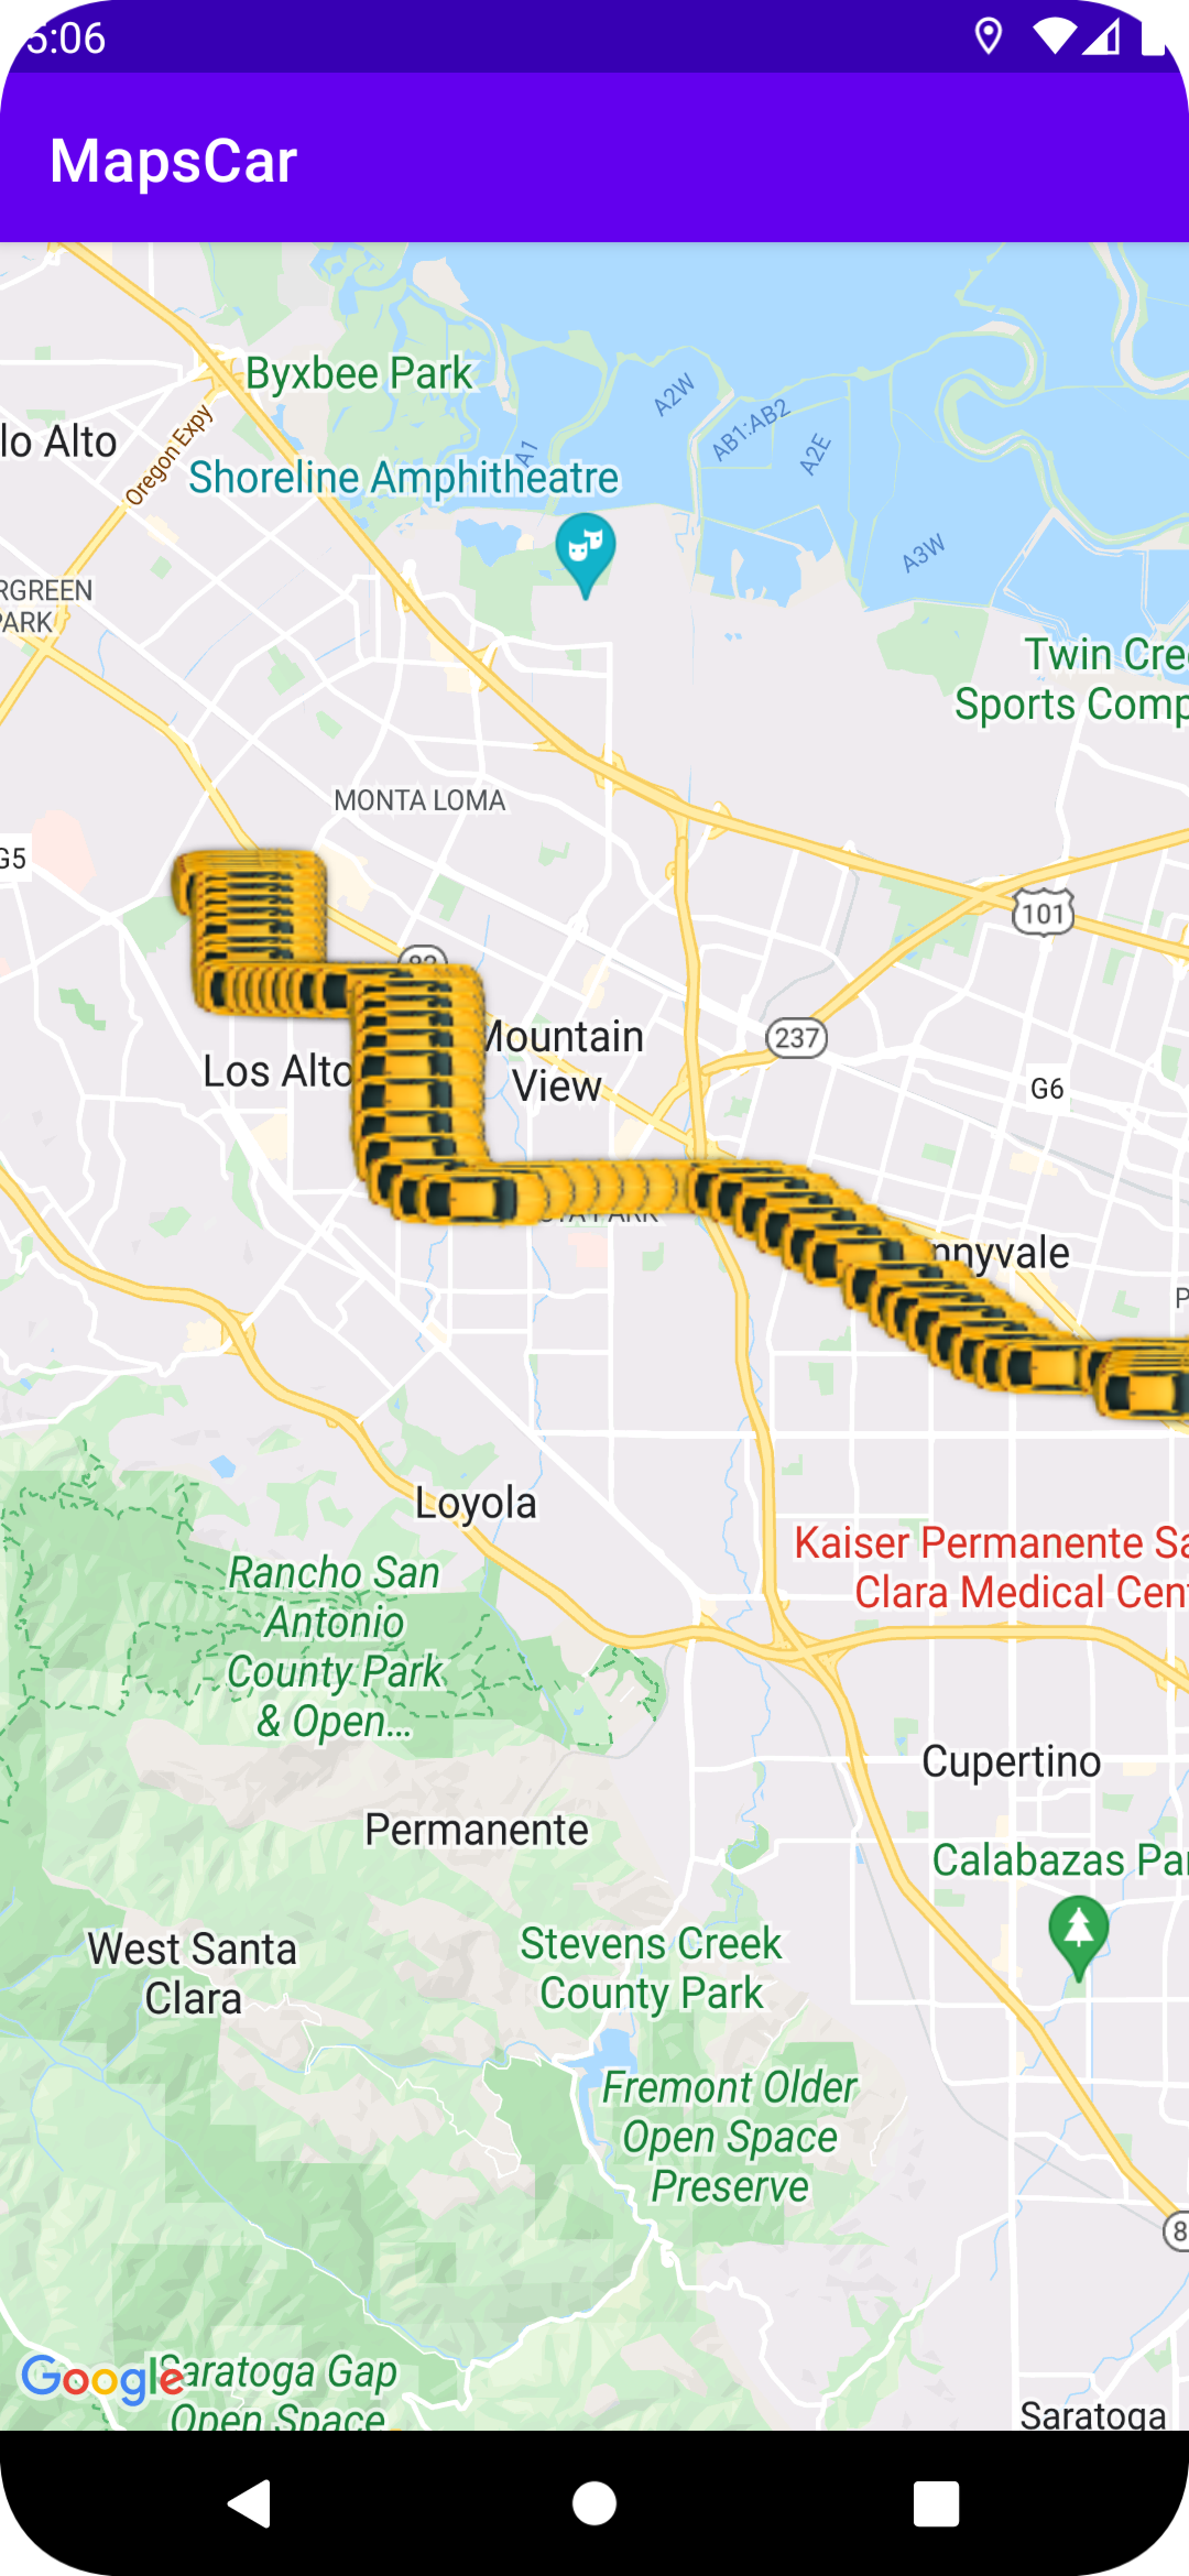 5:06
MapsCar
Byxbee Park
lo Alto
Oregon Expy
A1
A2W
AB1:AB2
A2E
Shoreline Amphitheatre
A3W
RGREEN
PARK
Twin Cre
Sports Comp
MONTA LOMA
G5
101
82
237
Mountain
View
Los Alto
G6
PARK
nnyvale
P
Loyola
Rancho San
Antonio
County Park
& Open...
Kaiser Permanente Sa
Clara Medical Cen
Cupertino
Permanente
Calabazas Pa
West Santa
Clara
Stevens Creek
County Park
Fremont Older
Open Space
Preserve
8
Google
Saratoga Gap
Open Space
Saratoga